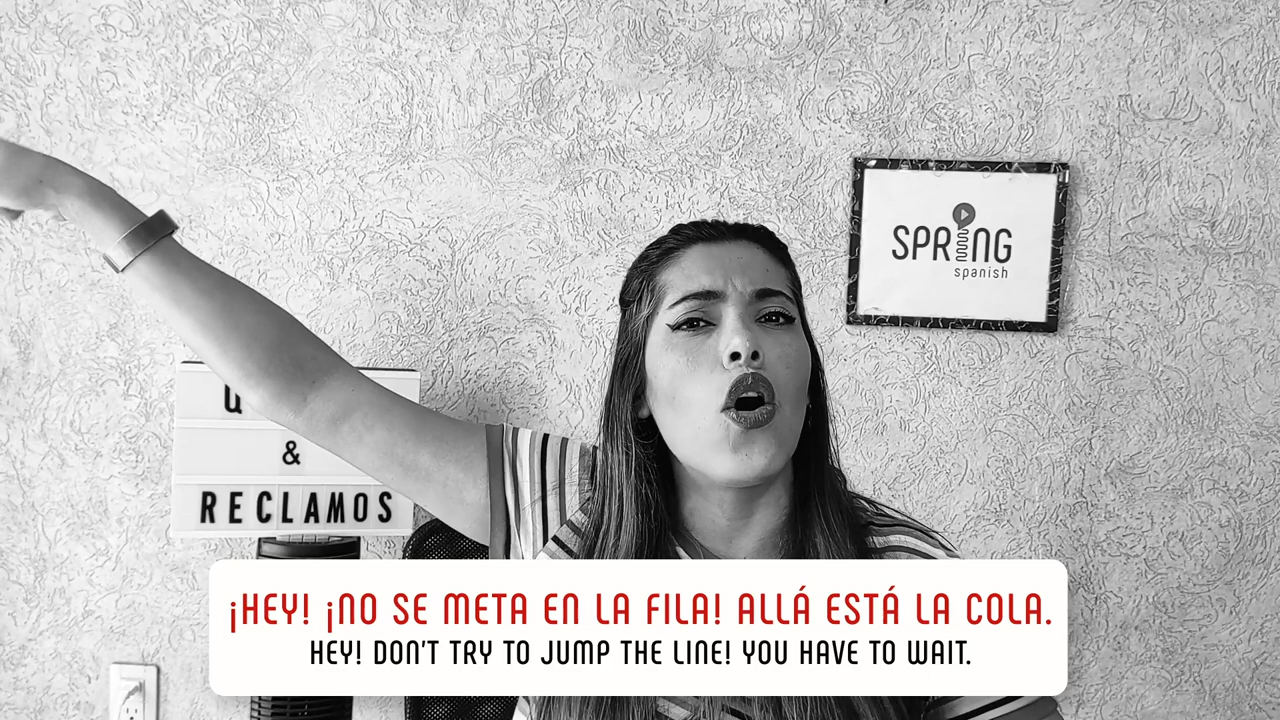 SPRING
spanish
&
RECLAMOS
¡HEY! ¡NO SE META EN LA FILA! ALLÁ ESTÁ LA COLA.
HEY! DON'T TRY TO JUMP THE LINE! YOU HAVE TO WAIT.